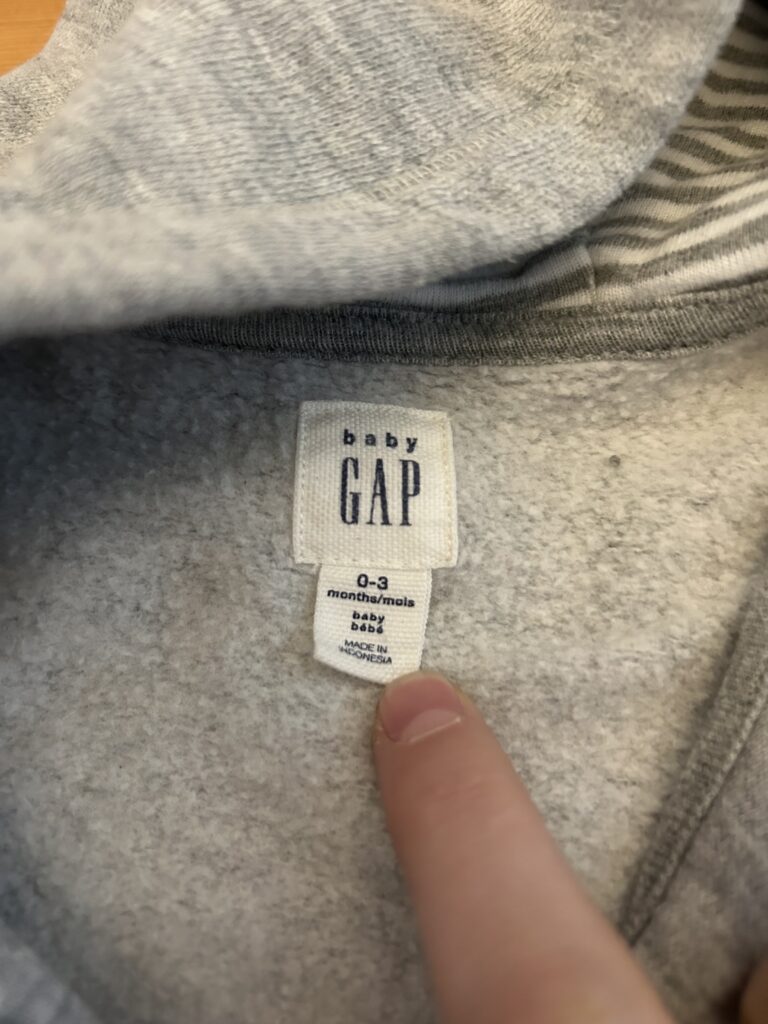 baby
GAP
0-3
months/mois
baby
bébé
MADE IN
INDONESIA